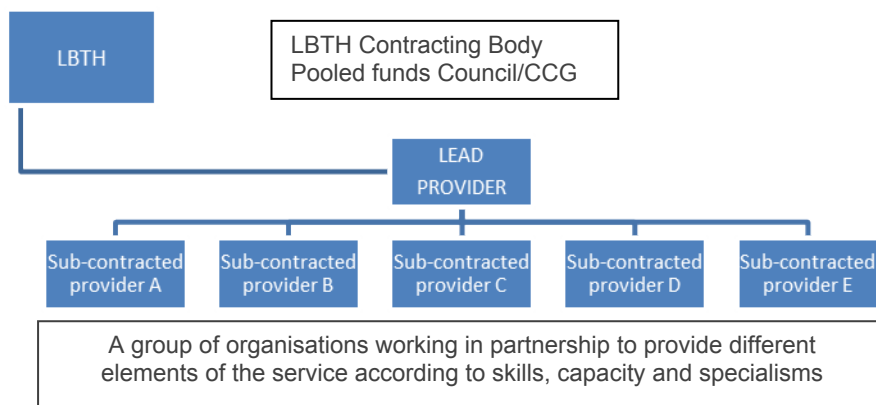 LBTH
LBTH Contracting Body
Pooled funds Council/CCG
LEAD
PROVIDER
Sub-contracted
provider A
Sub-contracted
provider B
Sub-contracted
provider C
Sub-contracted
provider D
Sub-contracted
provider E
A group of organisations working in partnership to provide different
elements of the service according to skills, capacity and specialisms